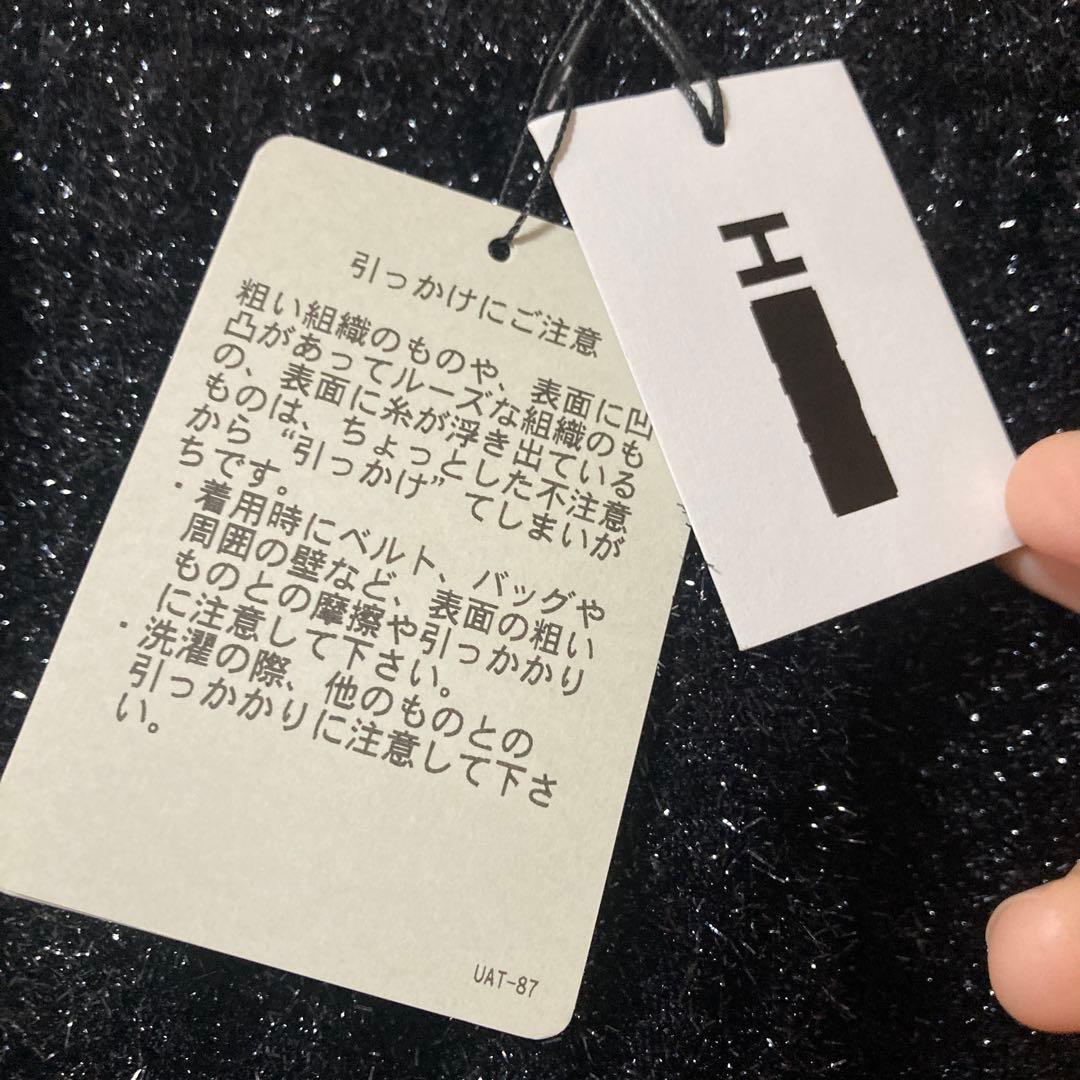 引っかけにご注意
粗い組織のものや、表面に凹
凸があってルーズな組織のも
の、表面に糸が浮き出ている
ものは、ちょっとした不注意
から“引っかけ”てしまいが
ちです。
・着用時にベルト、バッグや
周囲の壁など、表面の粗い
ものとの摩擦や引っかかり
に注意して下さい。
・洗濯の際、他のものとの
引っかかりに注意して下さ
い。
UAT-87
H